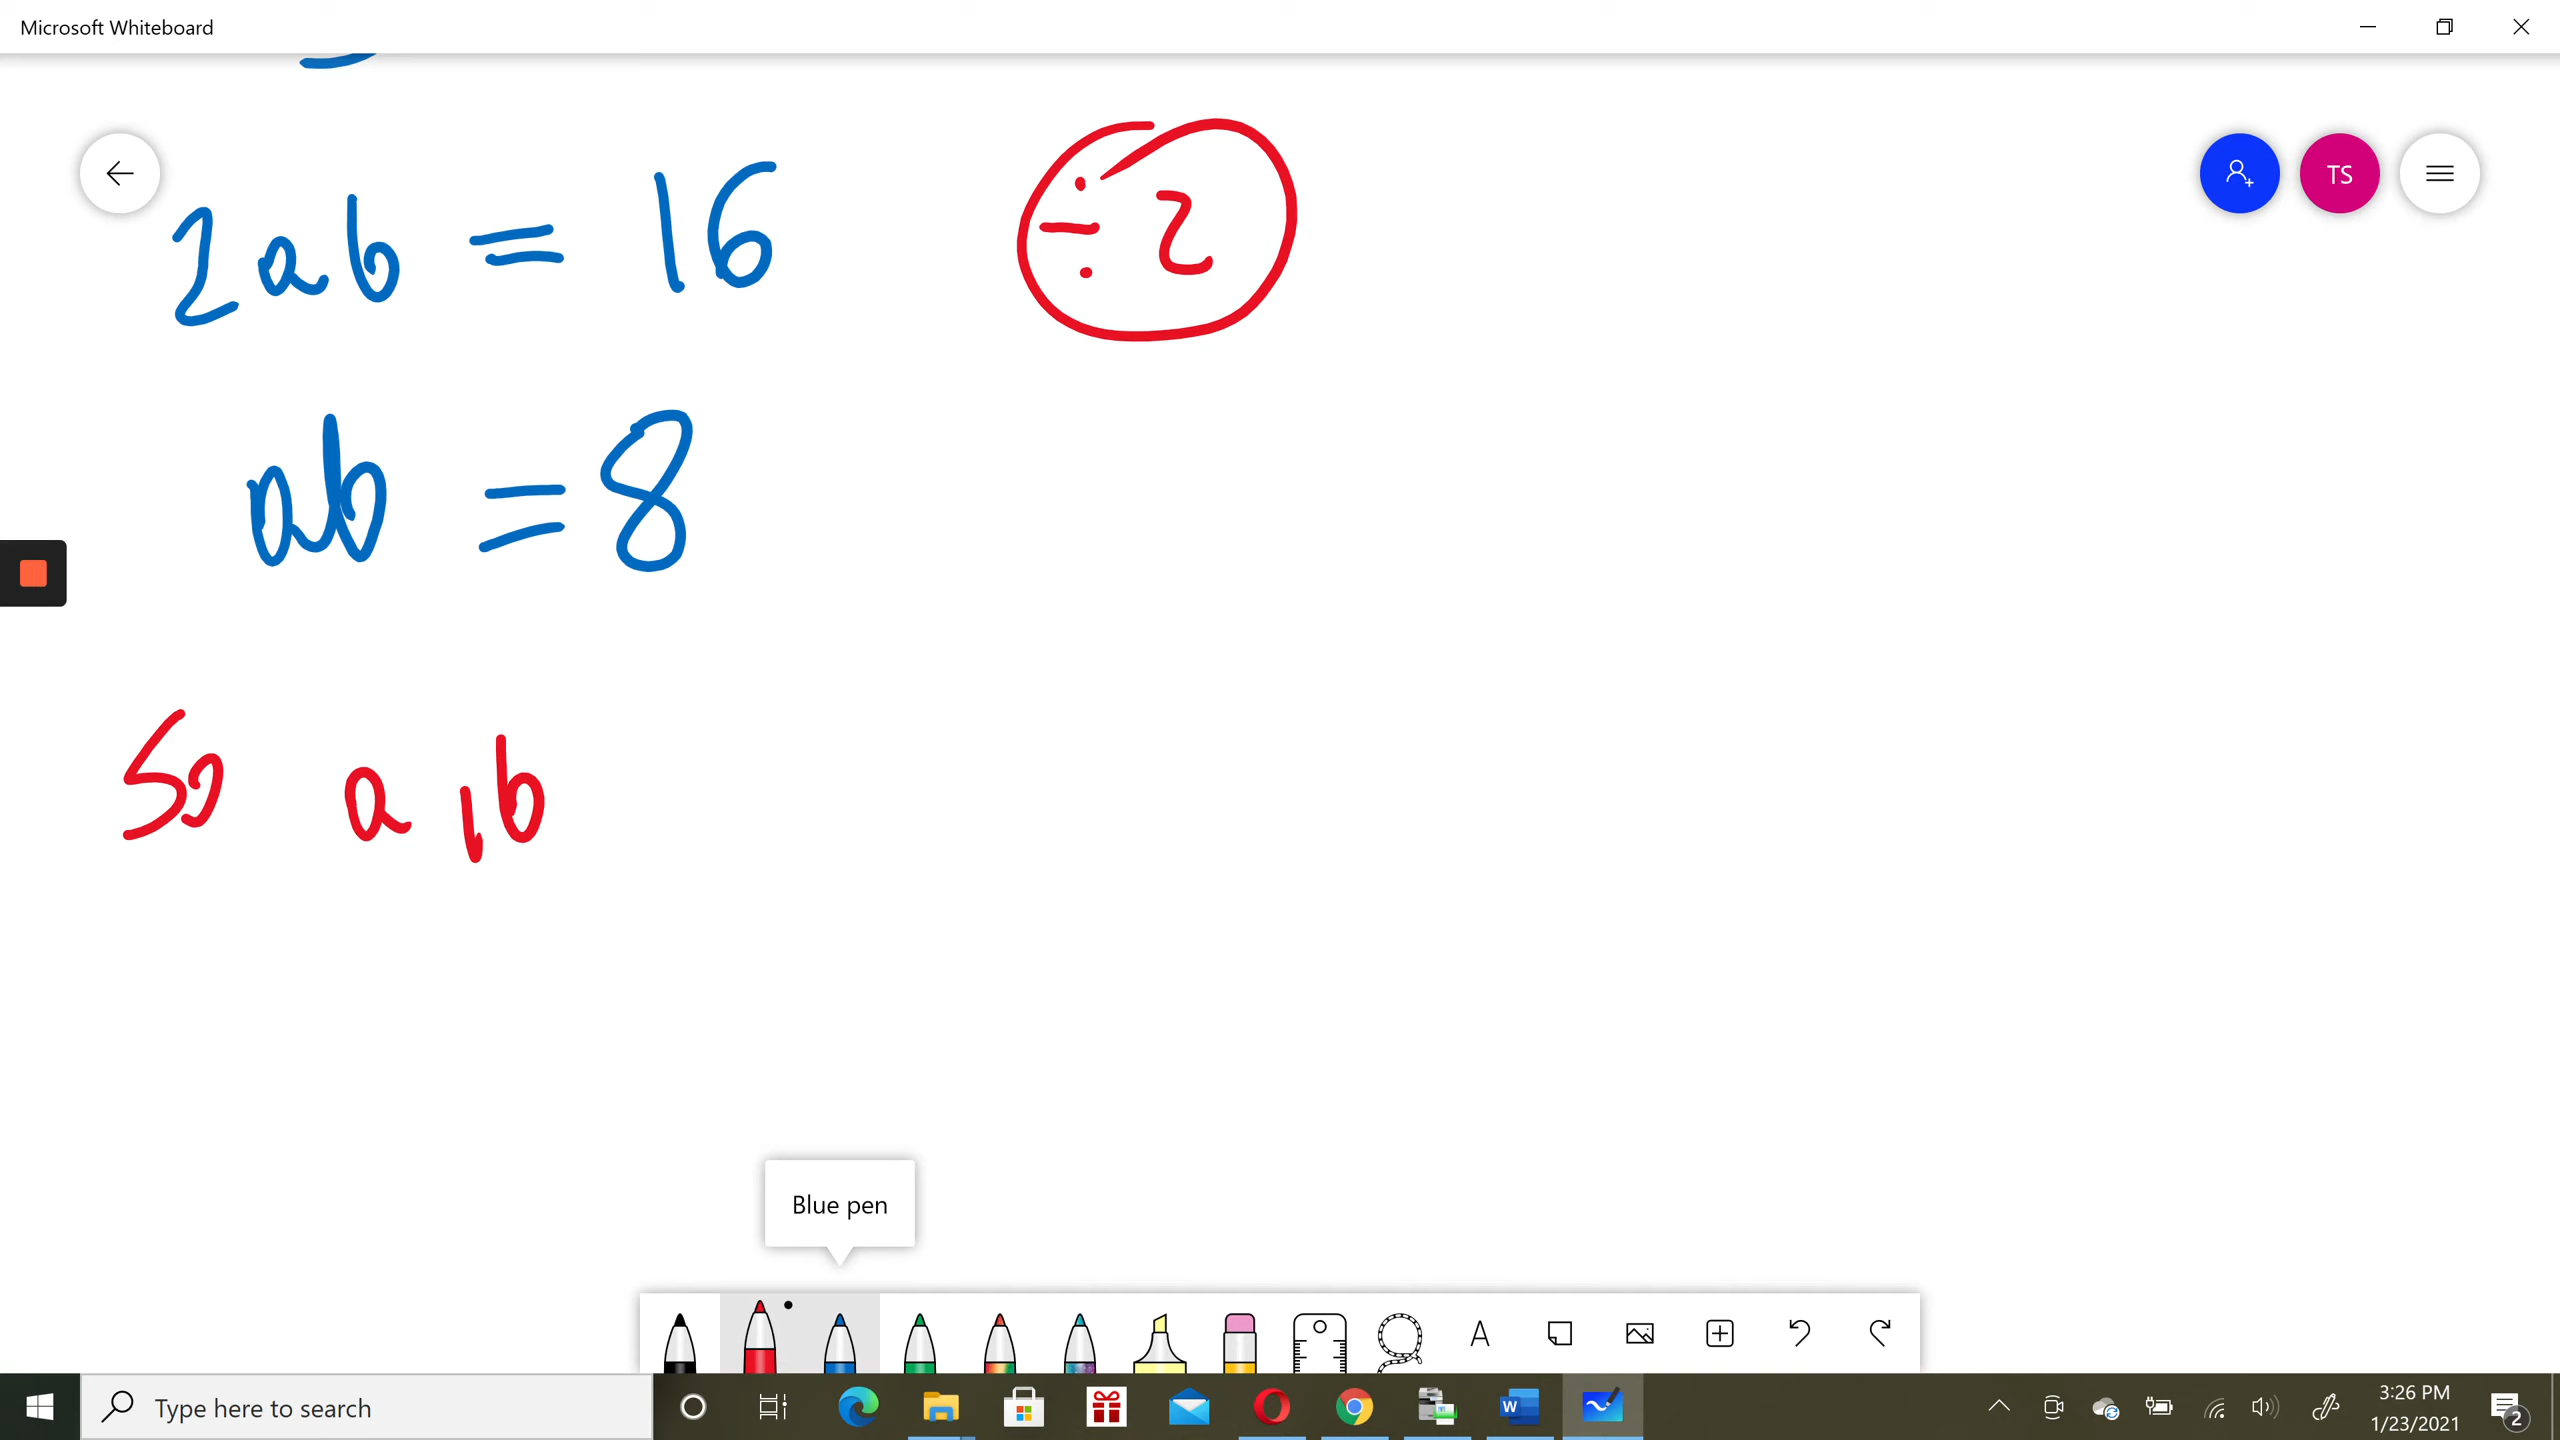 Microsoft Whiteboard
TS
2ab = 16 ÷ 2
ab = 8
So a, b
Blue pen
A
Type here to search
W
3:26 PM
1/23/2021
2